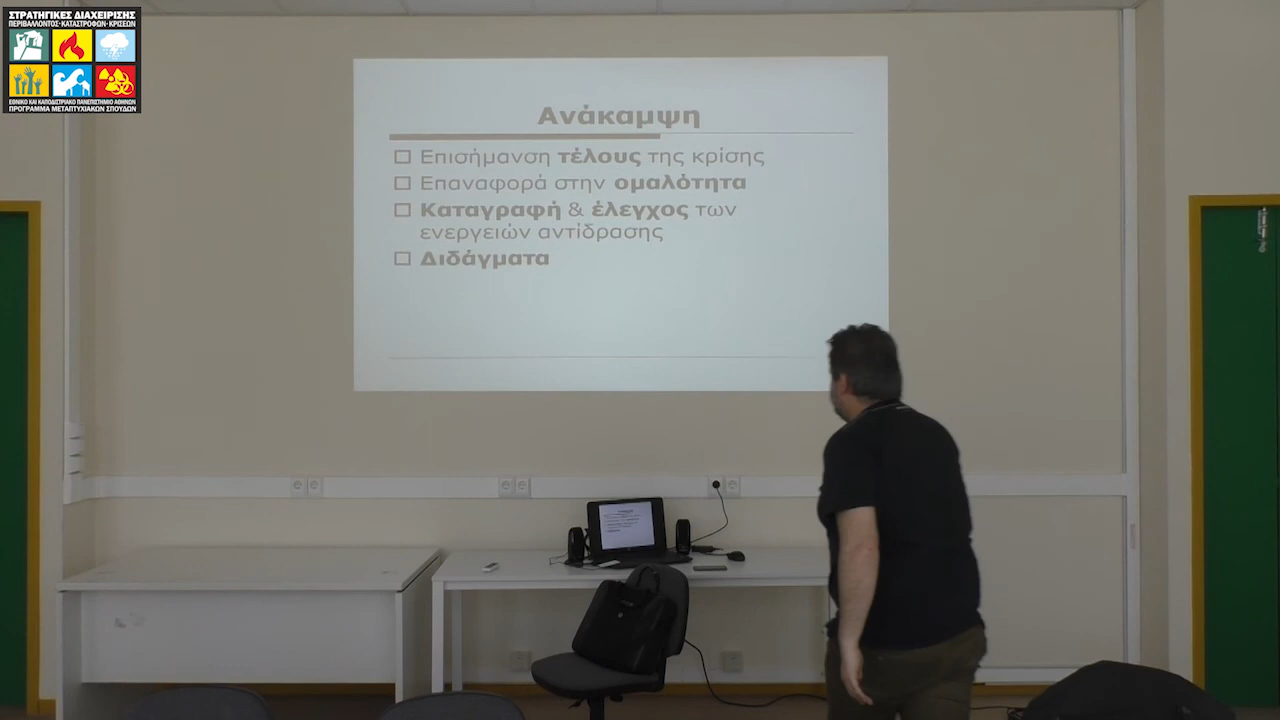 ΣΤΡΑΤΗΓΙΚΕΣ ΔΙΑΧΕΙΡΙΣΗΣ
ΠΕΡΙΒΑΛΛΟΝΤΟΣ·ΚΑΤΑΣΤΡΟΦΩΝ·ΚΡΙΣΕΩΝ
ΕΘΝΙΚΟ ΚΑΙ ΚΑΠΟΔΙΣΤΡΙΑΚΟ ΠΑΝΕΠΙΣΤΗΜΙΟ ΑΘΗΝΩΝ
ΠΡΟΓΡΑΜΜΑ ΜΕΤΑΠΤΥΧΙΑΚΩΝ ΣΠΟΥΔΩΝ
Ανάκαμψη
Επισήμανση τέλους της κρίσης
Επαναφορά στην ομαλότητα
Καταγραφή & έλεγχος των
ενεργειών αντίδρασης
Διδάγματα